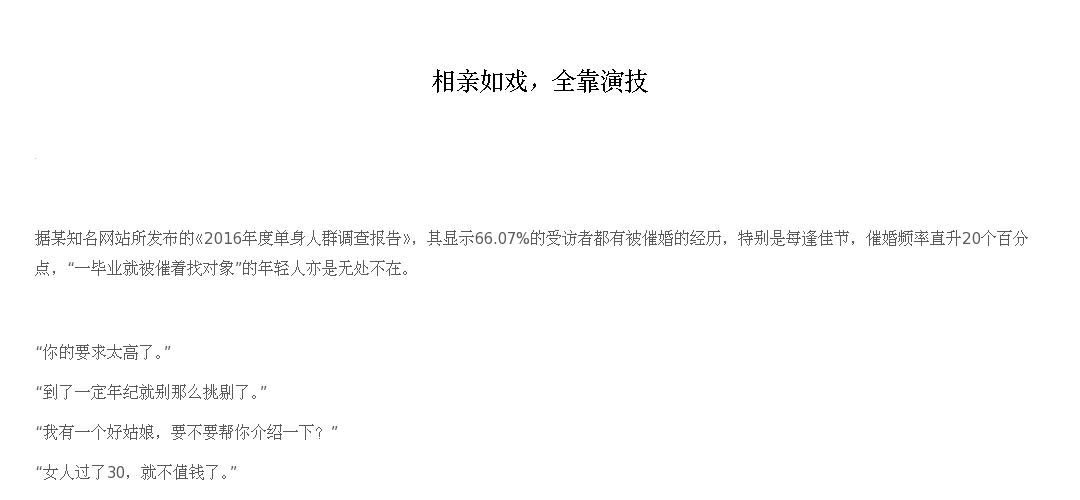 相亲如戏，全靠演技
据某知名网站所发布的《2016年度单身人群调查报告》，其显示66.07%的受访者都有被催婚的经历，特别是每逢佳节，催婚频率直升20个百分
点，“一毕业就被催着找对象”的年轻人亦是无处不在。
“你的要求太高了。”
“到了一定年纪就别那么挑剔了。”
“我有一个好姑娘，要不要帮你介绍一下？”
“女人过了30，就不值钱了。”